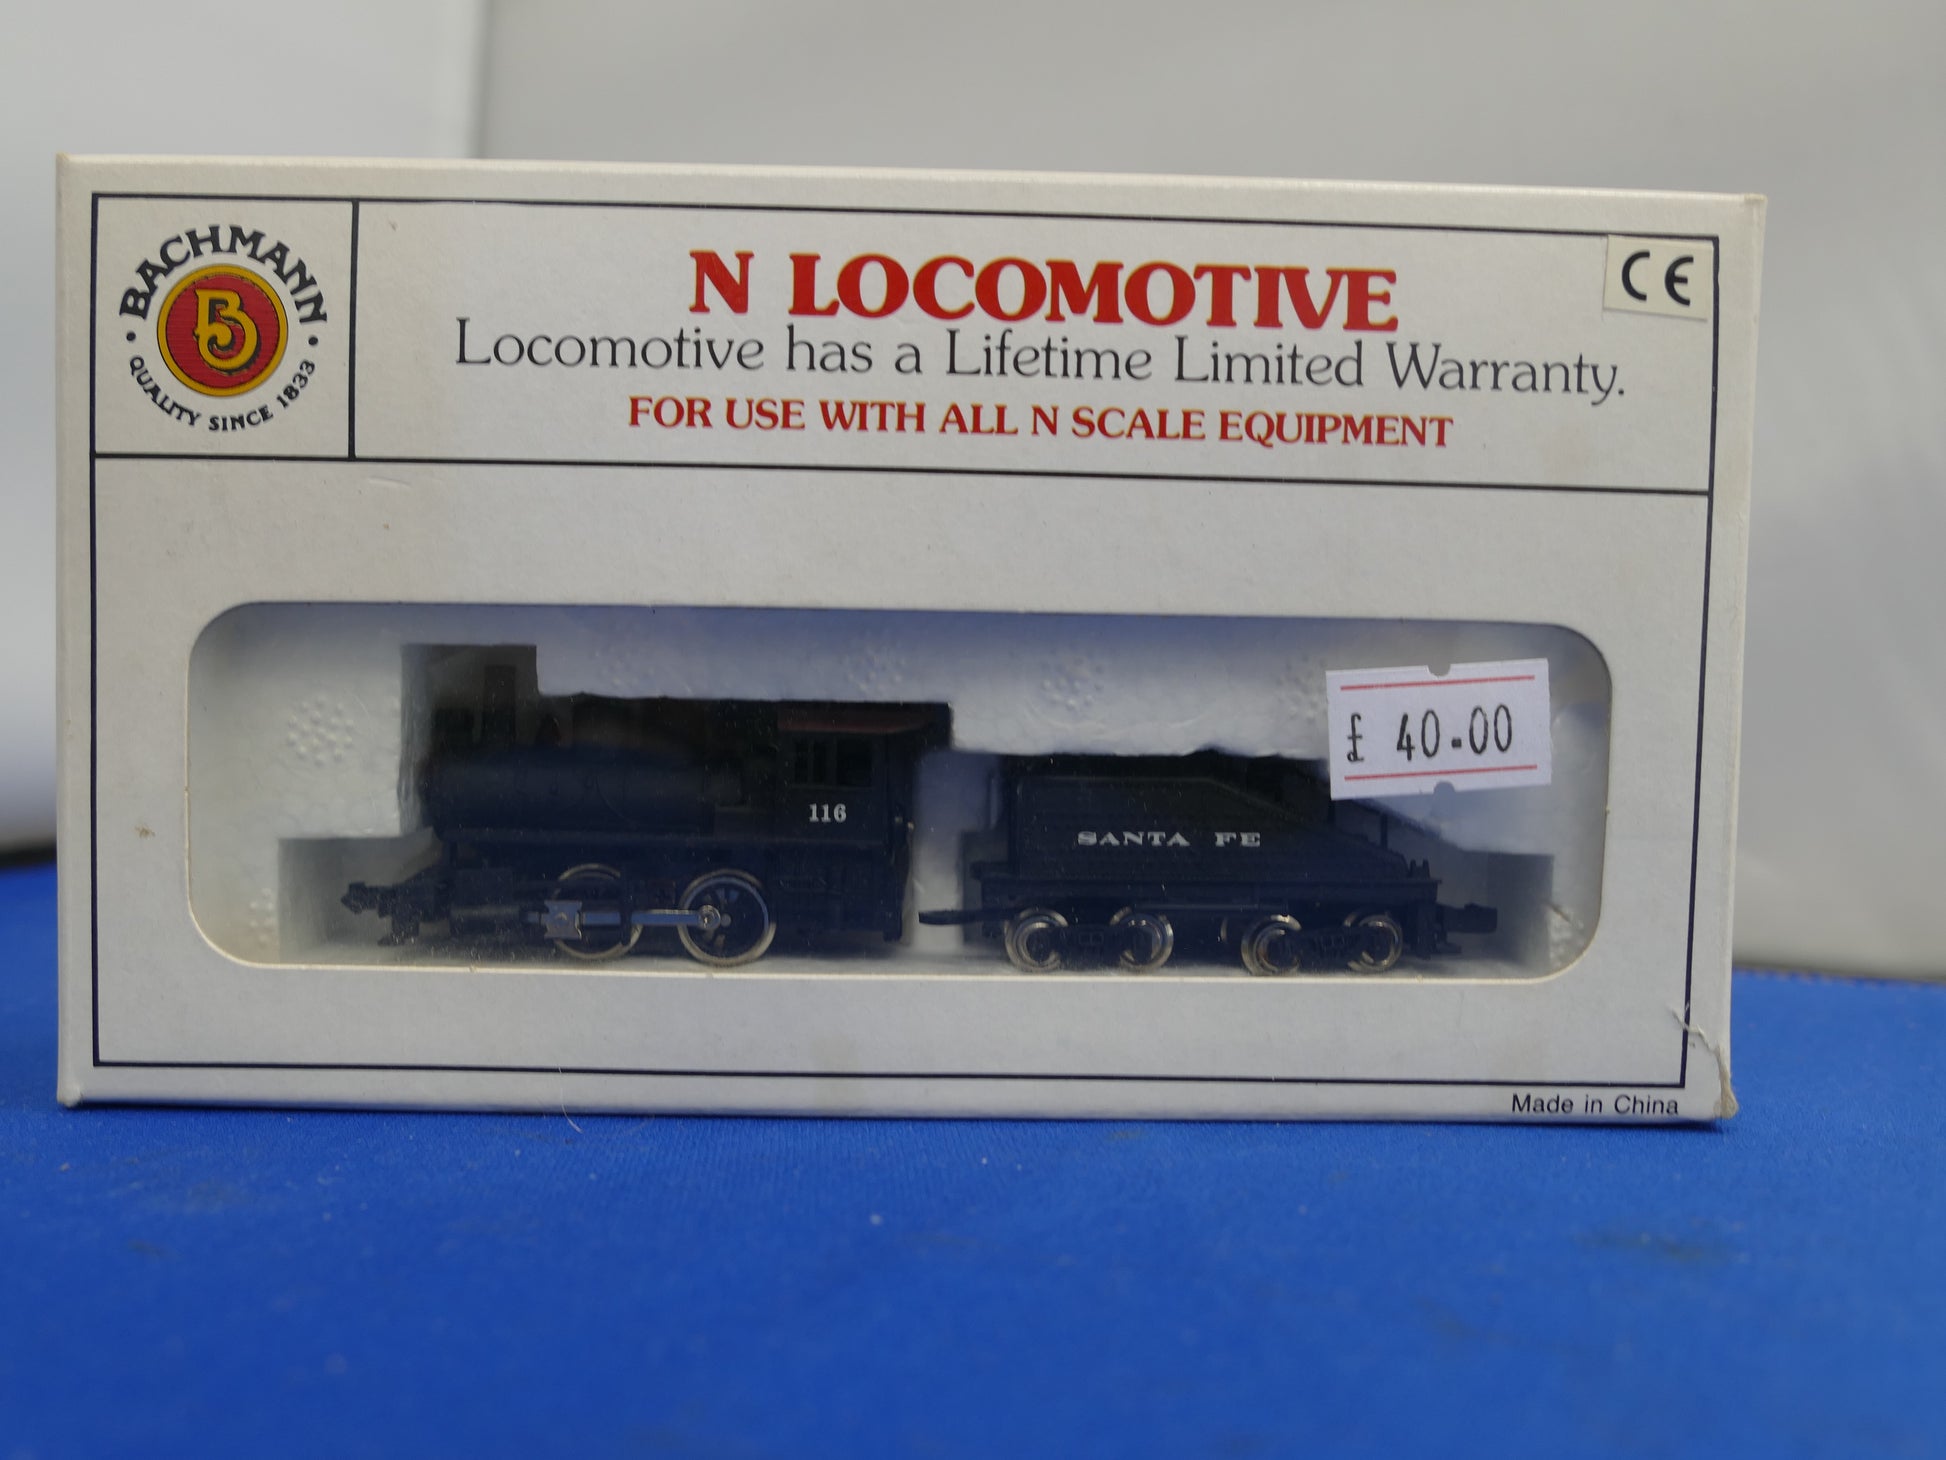 BACHMANN
B
QUALITY SINCE 1833
N LOCOMOTIVE
Locomotive has a Lifetime Limited Warranty.
FOR USE WITH ALL N SCALE EQUIPMENT
CE
£ 40.00
116
SANTA FE
Made in China